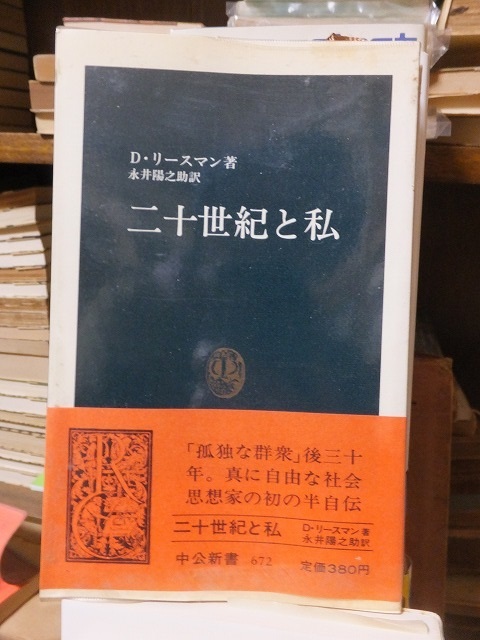 D・リースマン著
永井陽之助訳
二十世紀と私
「孤独な群衆」後三十
年。真に自由な社会
思想家の初の半自伝
二十世紀と私
D・リースマン著
永井陽之助訳
中公新書 672
定価380円